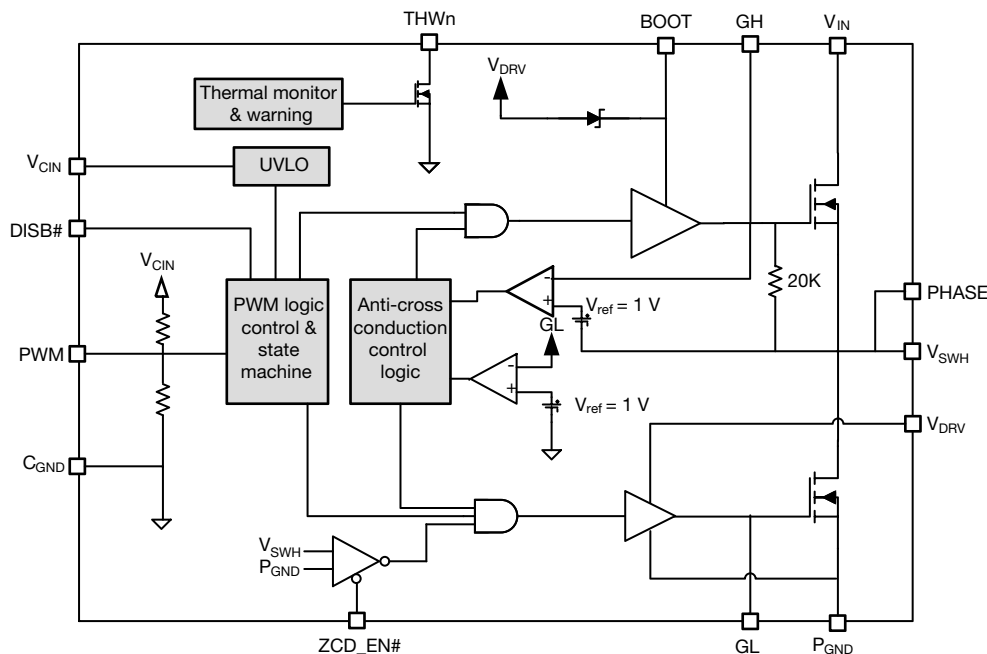 THWn
BOOT
GH
VIN
VDRV
Thermal monitor
& warning
VCIN
UVLO
DISB#
VCIN
20K
PHASE
PWM logic
control &
state
machine
Anti-cross
conduction
control
logic
-
+
Vref = 1 V
GL
PWM
VSWH
-
+
Vref = 1 V
VDRV
CGND
VSWH
PGND
ZCD_EN#
GL
PGND